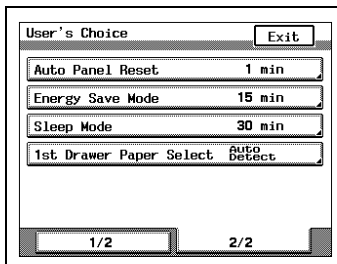 User's Choice Exit
Auto Panel Reset 1 min
Energy Save Mode 15 min
Sleep Mode 30 min
1st Drawer Paper Select Auto Detect
1/2 2/2